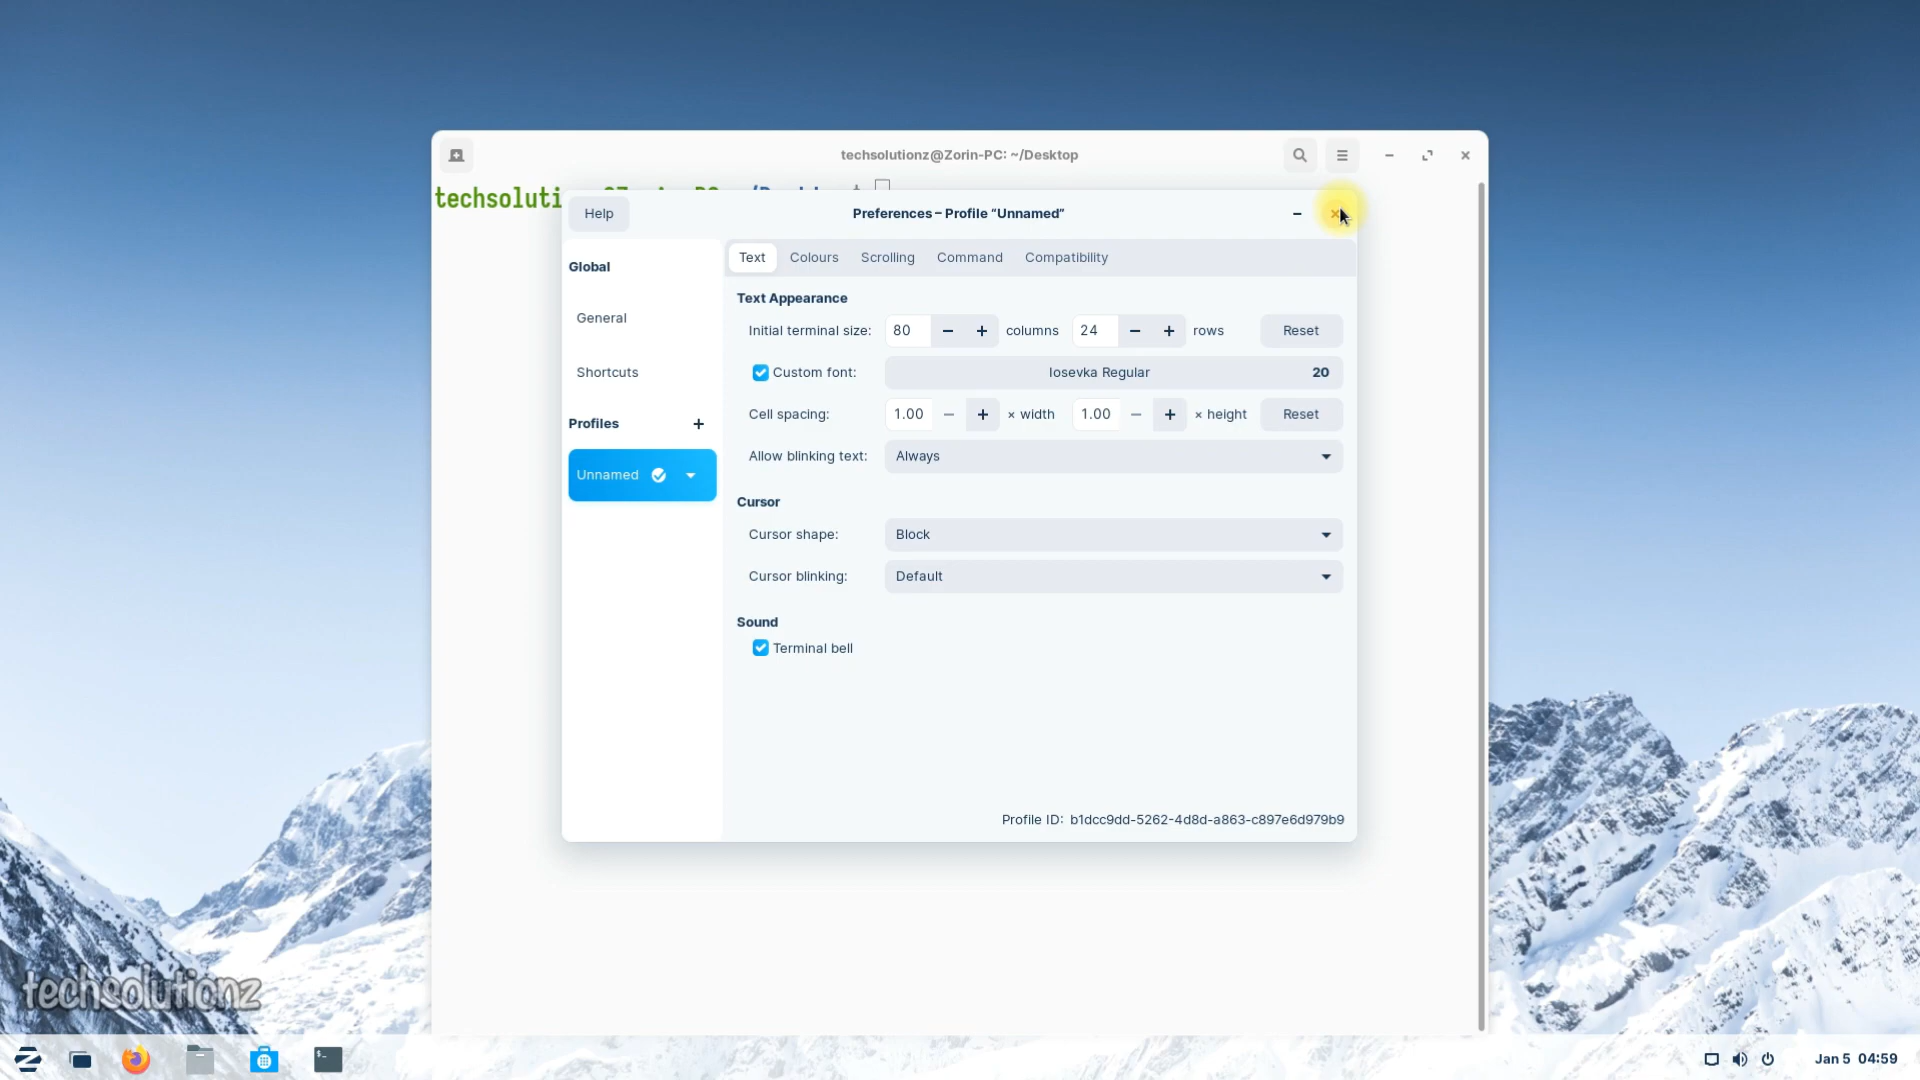 techsolutionz@Zorin-PC: ~/Desktop
techsoluti
Help
Preferences – Profile “Unnamed”
Global
General
Shortcuts
Profiles
Unnamed
Text Colours Scrolling Command Compatibility
Text Appearance
Initial terminal size: 80 − + columns 24 − + rows Reset
Custom font: Iosevka Regular 20
Cell spacing: 1.00 − + × width 1.00 − + × height Reset
Allow blinking text: Always
Cursor
Cursor shape: Block
Cursor blinking: Default
Sound
Terminal bell
Profile ID: b1dcc9dd-5262-4d8d-a863-c897e6d979b9
techsolutionz
Jan 5 04:59